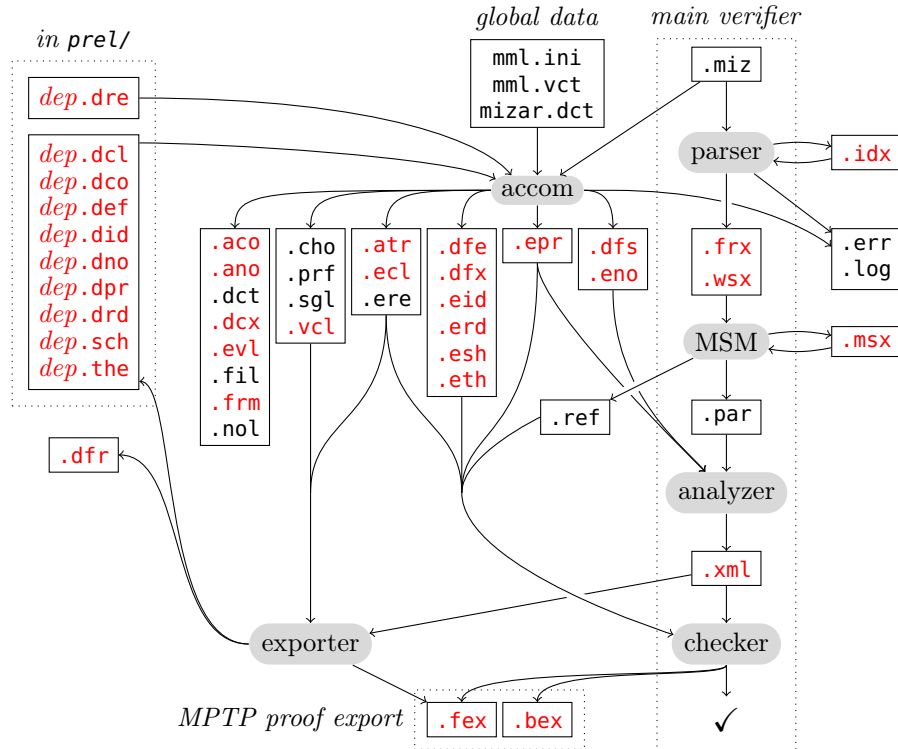 global data
main verifier
in prel/
mml.ini
mml.vct
mizar.dct
.miz
dep.dre
parser
.idx
dep.dcl
dep.dco
dep.def
dep.did
dep.dno
dep.dpr
dep.drd
dep.sch
dep.the
accom
.aco
.ano
.dct
.dcx
.evl
.fil
.frm
.nol
.cho
.prf
.sgl
.vcl
.atr
.ecl
.ere
.dfe
.dfx
.eid
.erd
.esh
.eth
.epr
.dfs
.eno
.frx
.wsx
.err
.log
MSM
.msx
.ref
.par
.dfr
analyzer
.xml
exporter
checker
MPTP proof export
.fex
.bex
✓